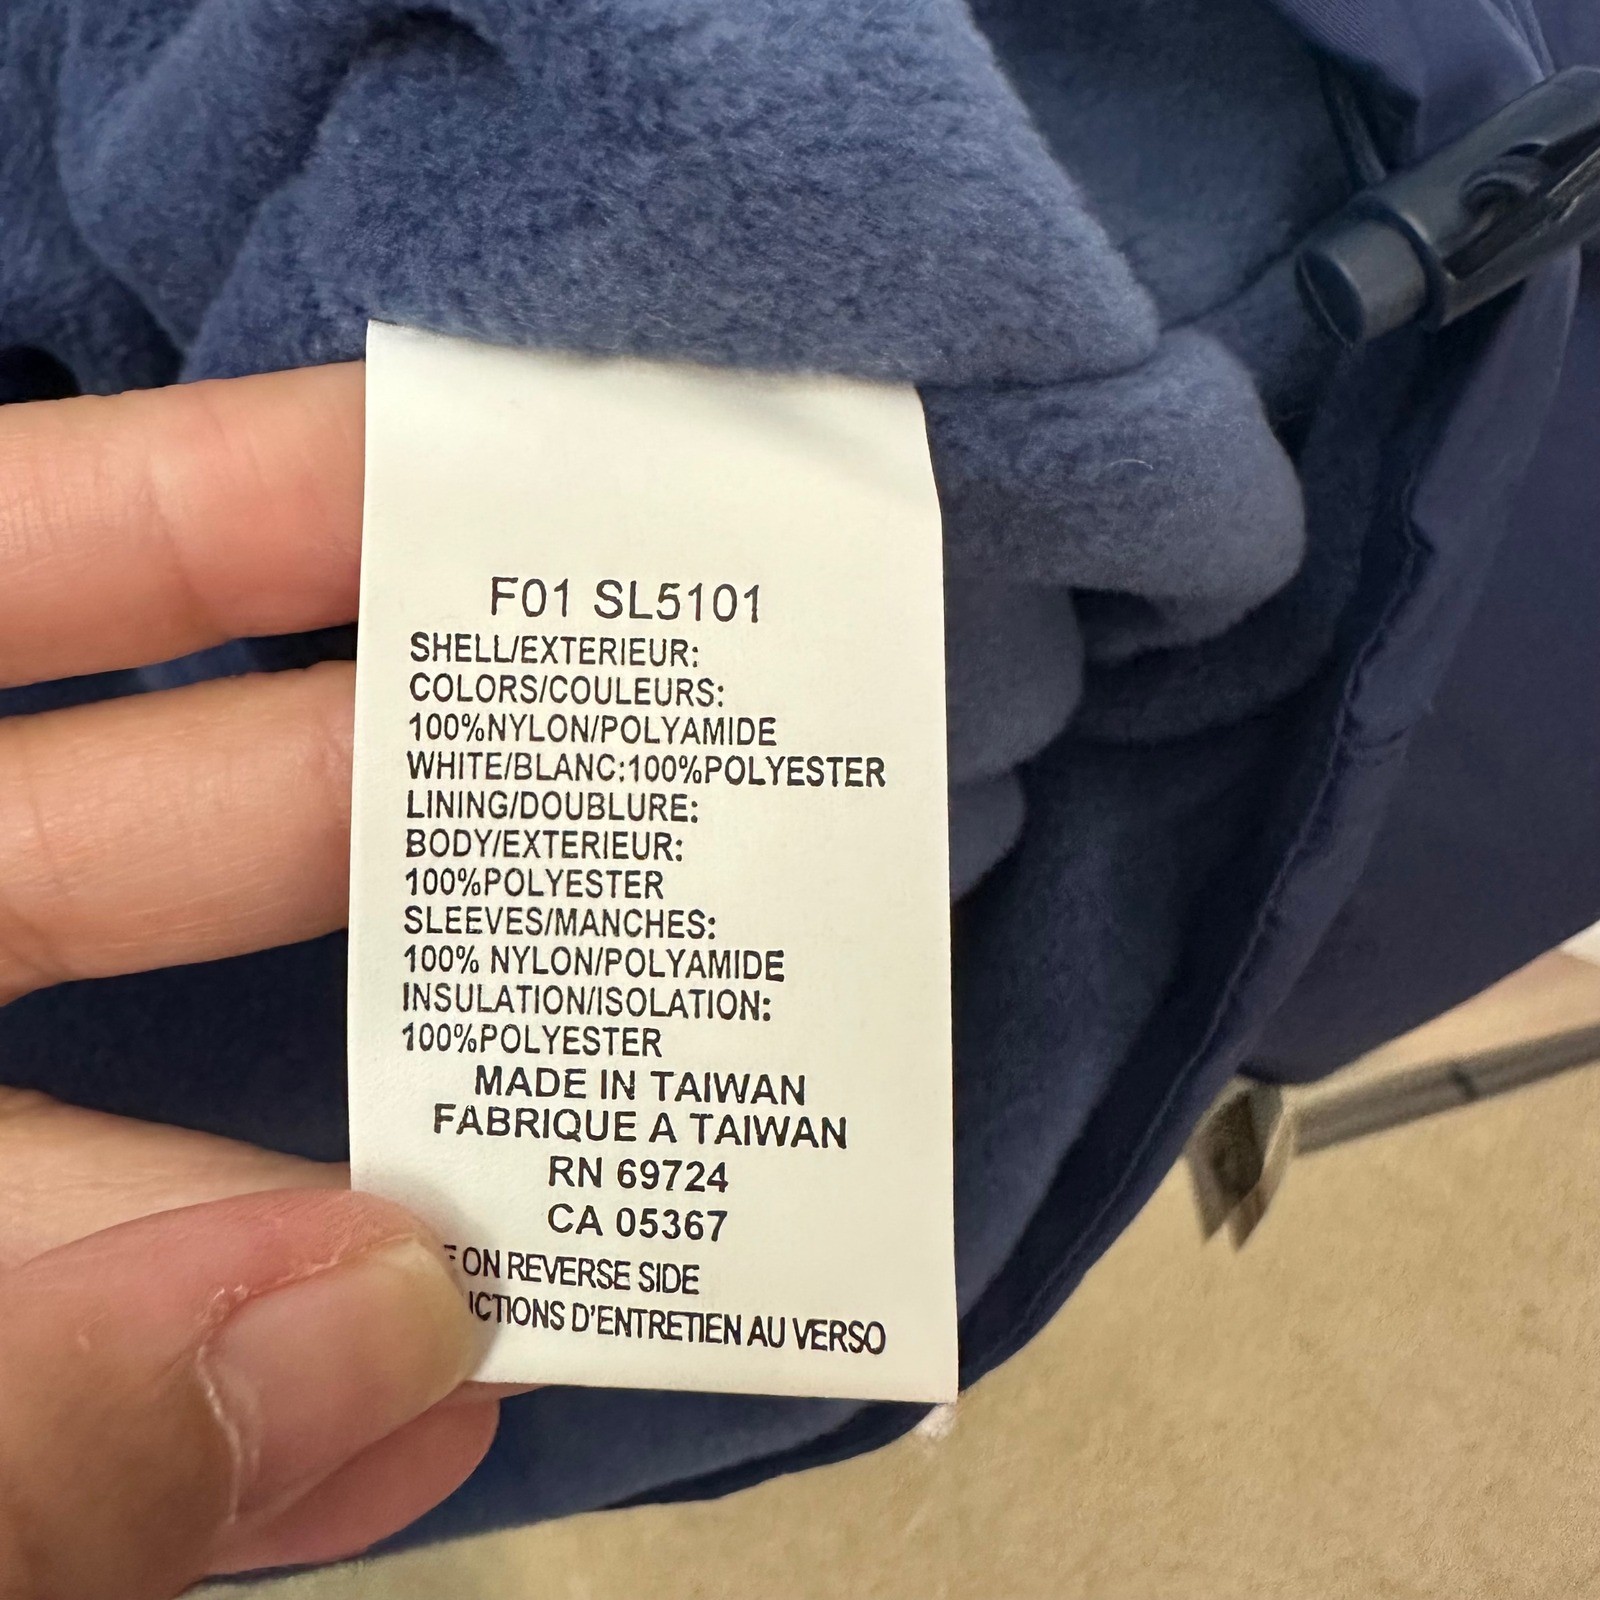 F01 SL5101
SHELL/EXTERIEUR:
COLORS/COULEURS:
100%NYLON/POLYAMIDE
WHITE/BLANC:100%POLYESTER
LINING/DOUBLURE:
BODY/EXTERIEUR:
100%POLYESTER
SLEEVES/MANCHES:
100% NYLON/POLYAMIDE
INSULATION/ISOLATION:
100%POLYESTER
MADE IN TAIWAN
FABRIQUE A TAIWAN
RN 69724
CA 05367
ON REVERSE SIDE
D'ENTRETIEN AU VERSO